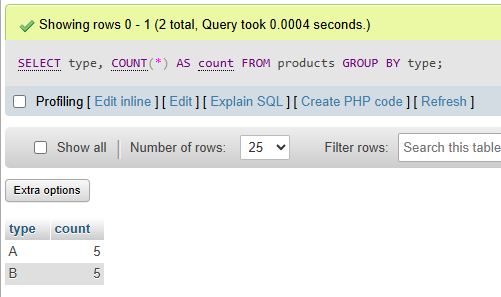 Showing rows 0 - 1 (2 total, Query took 0.0004 seconds.)
SELECT type, COUNT(*) AS count FROM products GROUP BY type;
Profiling [ Edit inline ] [ Edit ] [ Explain SQL ] [ Create PHP code ] [ Refresh ]
Show all | Number of rows: 25 Filter rows: Search this table
Extra options
type count
A 5
B 5